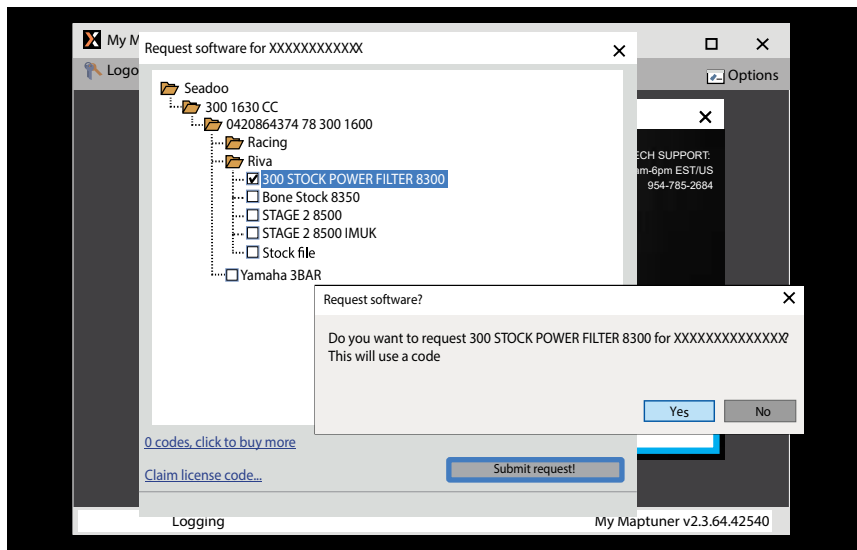 My M
Request software for XXXXXXXXXXXX
Logo
Options
Seadoo
300 1630 CC
0420864374 78 300 1600
Racing
Riva
300 STOCK POWER FILTER 8300
Bone Stock 8350
STAGE 2 8500
STAGE 2 8500 IMUK
Stock file
Yamaha 3BAR
ECH SUPPORT:
am-6pm EST/US
954-785-2684
Request software?
Do you want to request 300 STOCK POWER FILTER 8300 for XXXXXXXXXXXXXX?
This will use a code
Yes
No
0 codes, click to buy more
Submit request!
Claim license code...
Logging
My Maptuner v2.3.64.42540